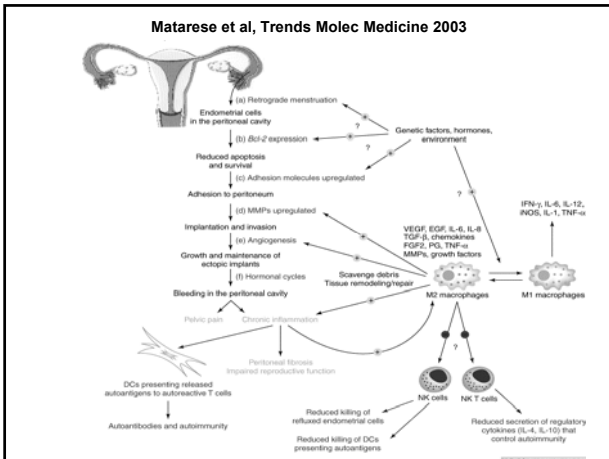 Matarese et al, Trends Molec Medicine 2003
(a) Retrograde menstruation
Endometrial cells
in the peritoneal cavity
?
(b) Bcl-2 expression
?
Genetic factors, hormones,
environment
Reduced apoptosis
and survival
?
(c) Adhesion molecules upregulated
Adhesion to peritoneum
?
IFN-γ, IL-6, IL-12,
iNOS, IL-1, TNF-α
(d) MMPs upregulated
Implantation and invasion
VEGF, EGF, IL-6, IL-8
TGF-β, chemokines
FGF2, PG, TNF-α
MMPs, growth factors
(e) Angiogenesis
Growth and maintenance of
ectopic implants
Scavenge debris
Tissue remodeling/repair
(f) Hormonal cycles
Bleeding in the peritoneal cavity
M2 macrophages
M1 macrophages
Pelvic pain
Chronic inflammation
?
Peritoneal fibrosis
Impaired reproductive function
DCs presenting released
autoantigens to autoreactive T cells
NK cells
NK T cells
Autoantibodies and autoimmunity
Reduced killing of
refluxed endometrial cells
Reduced killing of DCs
presenting autoantigens
Reduced secretion of regulatory
cytokines (IL-4, IL-10) that
control autoimmunity